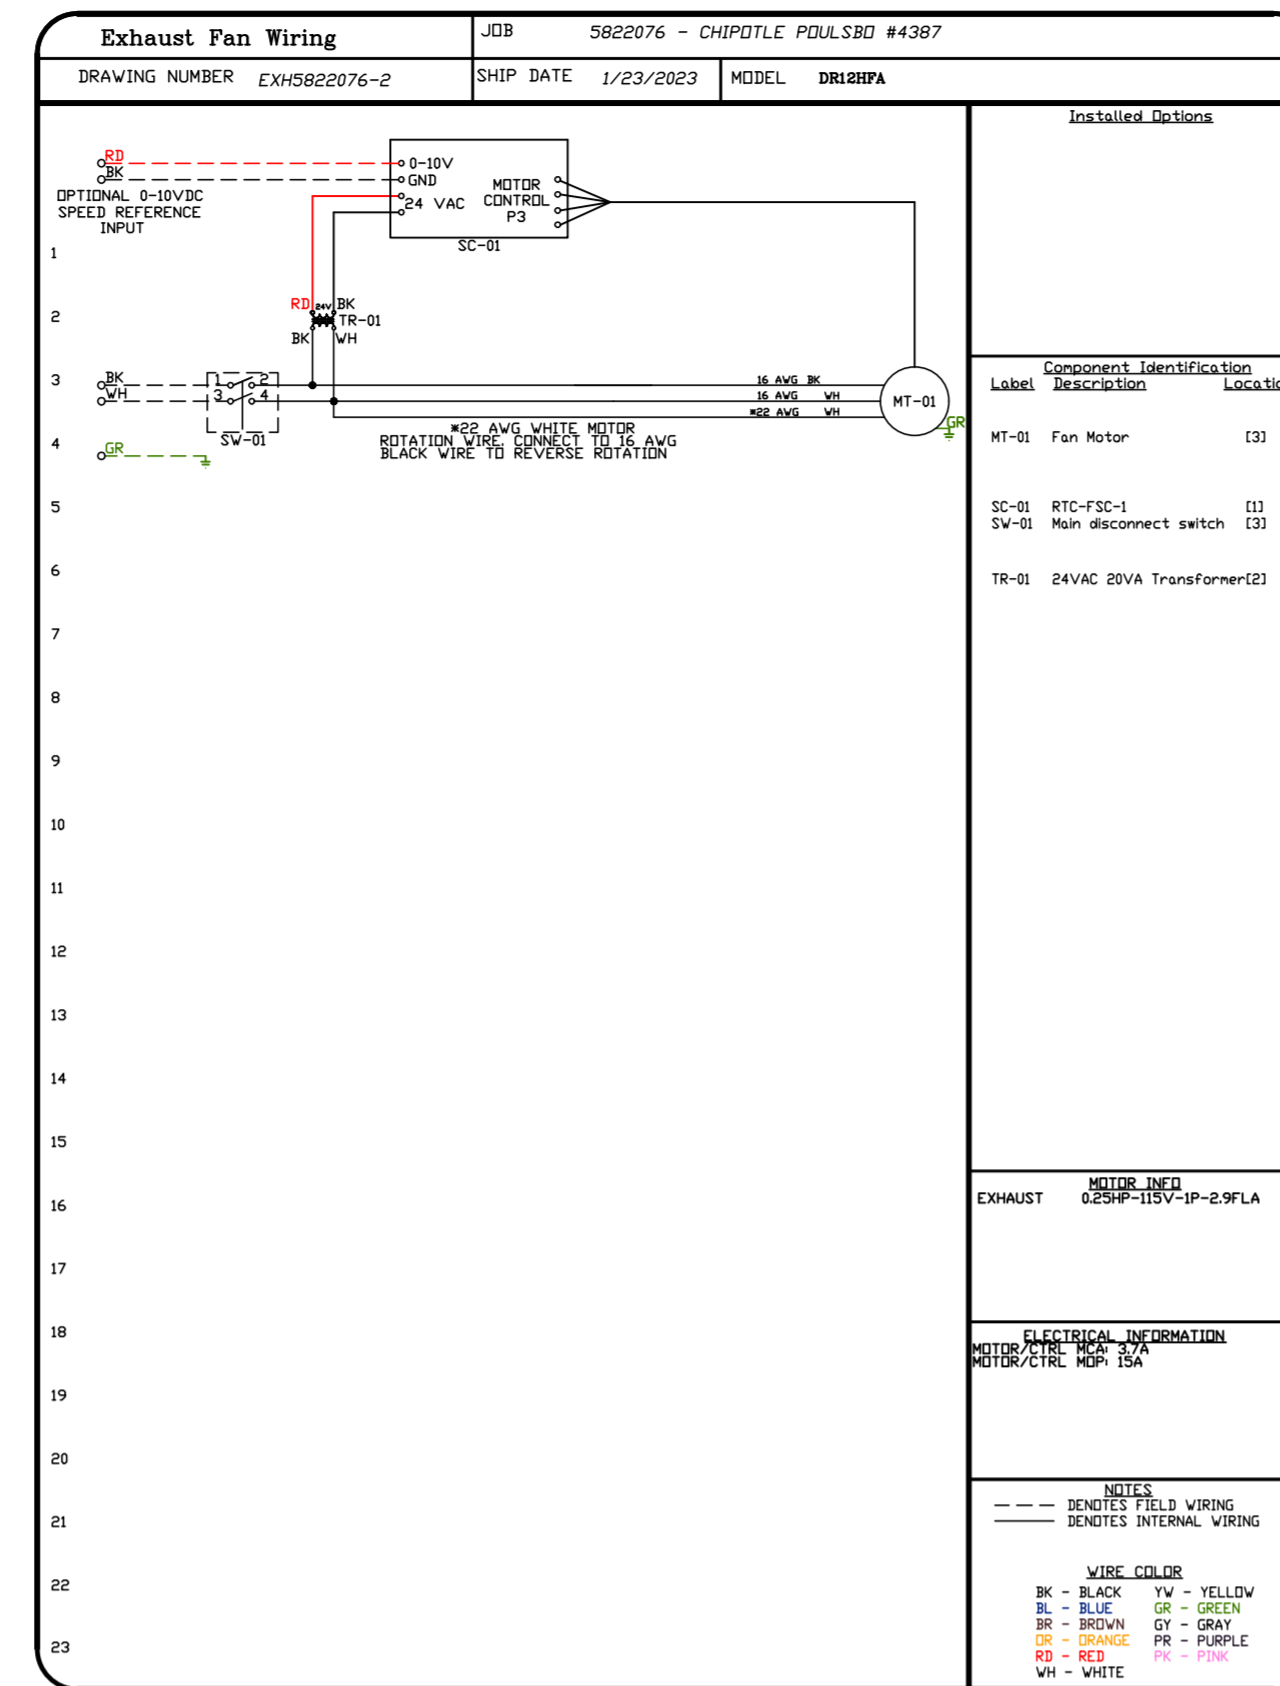 Exhaust Fan Wiring
JOB 5822076 - CHIPOTLE POULSBO #4387
DRAWING NUMBER EXH5822076-2
SHIP DATE 1/23/2023
MODEL DR12HFA
RD
BK
OPTIONAL 0-10VDC
SPEED REFERENCE
INPUT
0-10V
GND
24 VAC
MOTOR
CONTROL
P3
SC-01
RD 24V BK
TR-01
BK WH
BK
WH
1 2
3 4
SW-01
GR
16 AWG BK
16 AWG WH
*22 AWG WH
MT-01
GR
*22 AWG WHITE MOTOR
ROTATION WIRE. CONNECT TO 16 AWG
BLACK WIRE TO REVERSE ROTATION
1
2
3
4
5
6
7
8
9
10
11
12
13
14
15
16
17
18
19
20
21
22
23
Installed Options
Component Identification
Label Description Locatio
MT-01 Fan Motor [3]
SC-01 RTC-FSC-1 [1]
SW-01 Main disconnect switch [3]
TR-01 24VAC 20VA Transformer[2]
MOTOR INFO
EXHAUST 0.25HP-115V-1P-2.9FLA
ELECTRICAL INFORMATION
MOTOR/CTRL MCA: 3.7A
MOTOR/CTRL MOP: 15A
NOTES
DENOTES FIELD WIRING
DENOTES INTERNAL WIRING
WIRE COLOR
BK - BLACK YW - YELLOW
BL - BLUE GR - GREEN
BR - BROWN GY - GRAY
OR - ORANGE PR - PURPLE
RD - RED PK - PINK
WH - WHITE